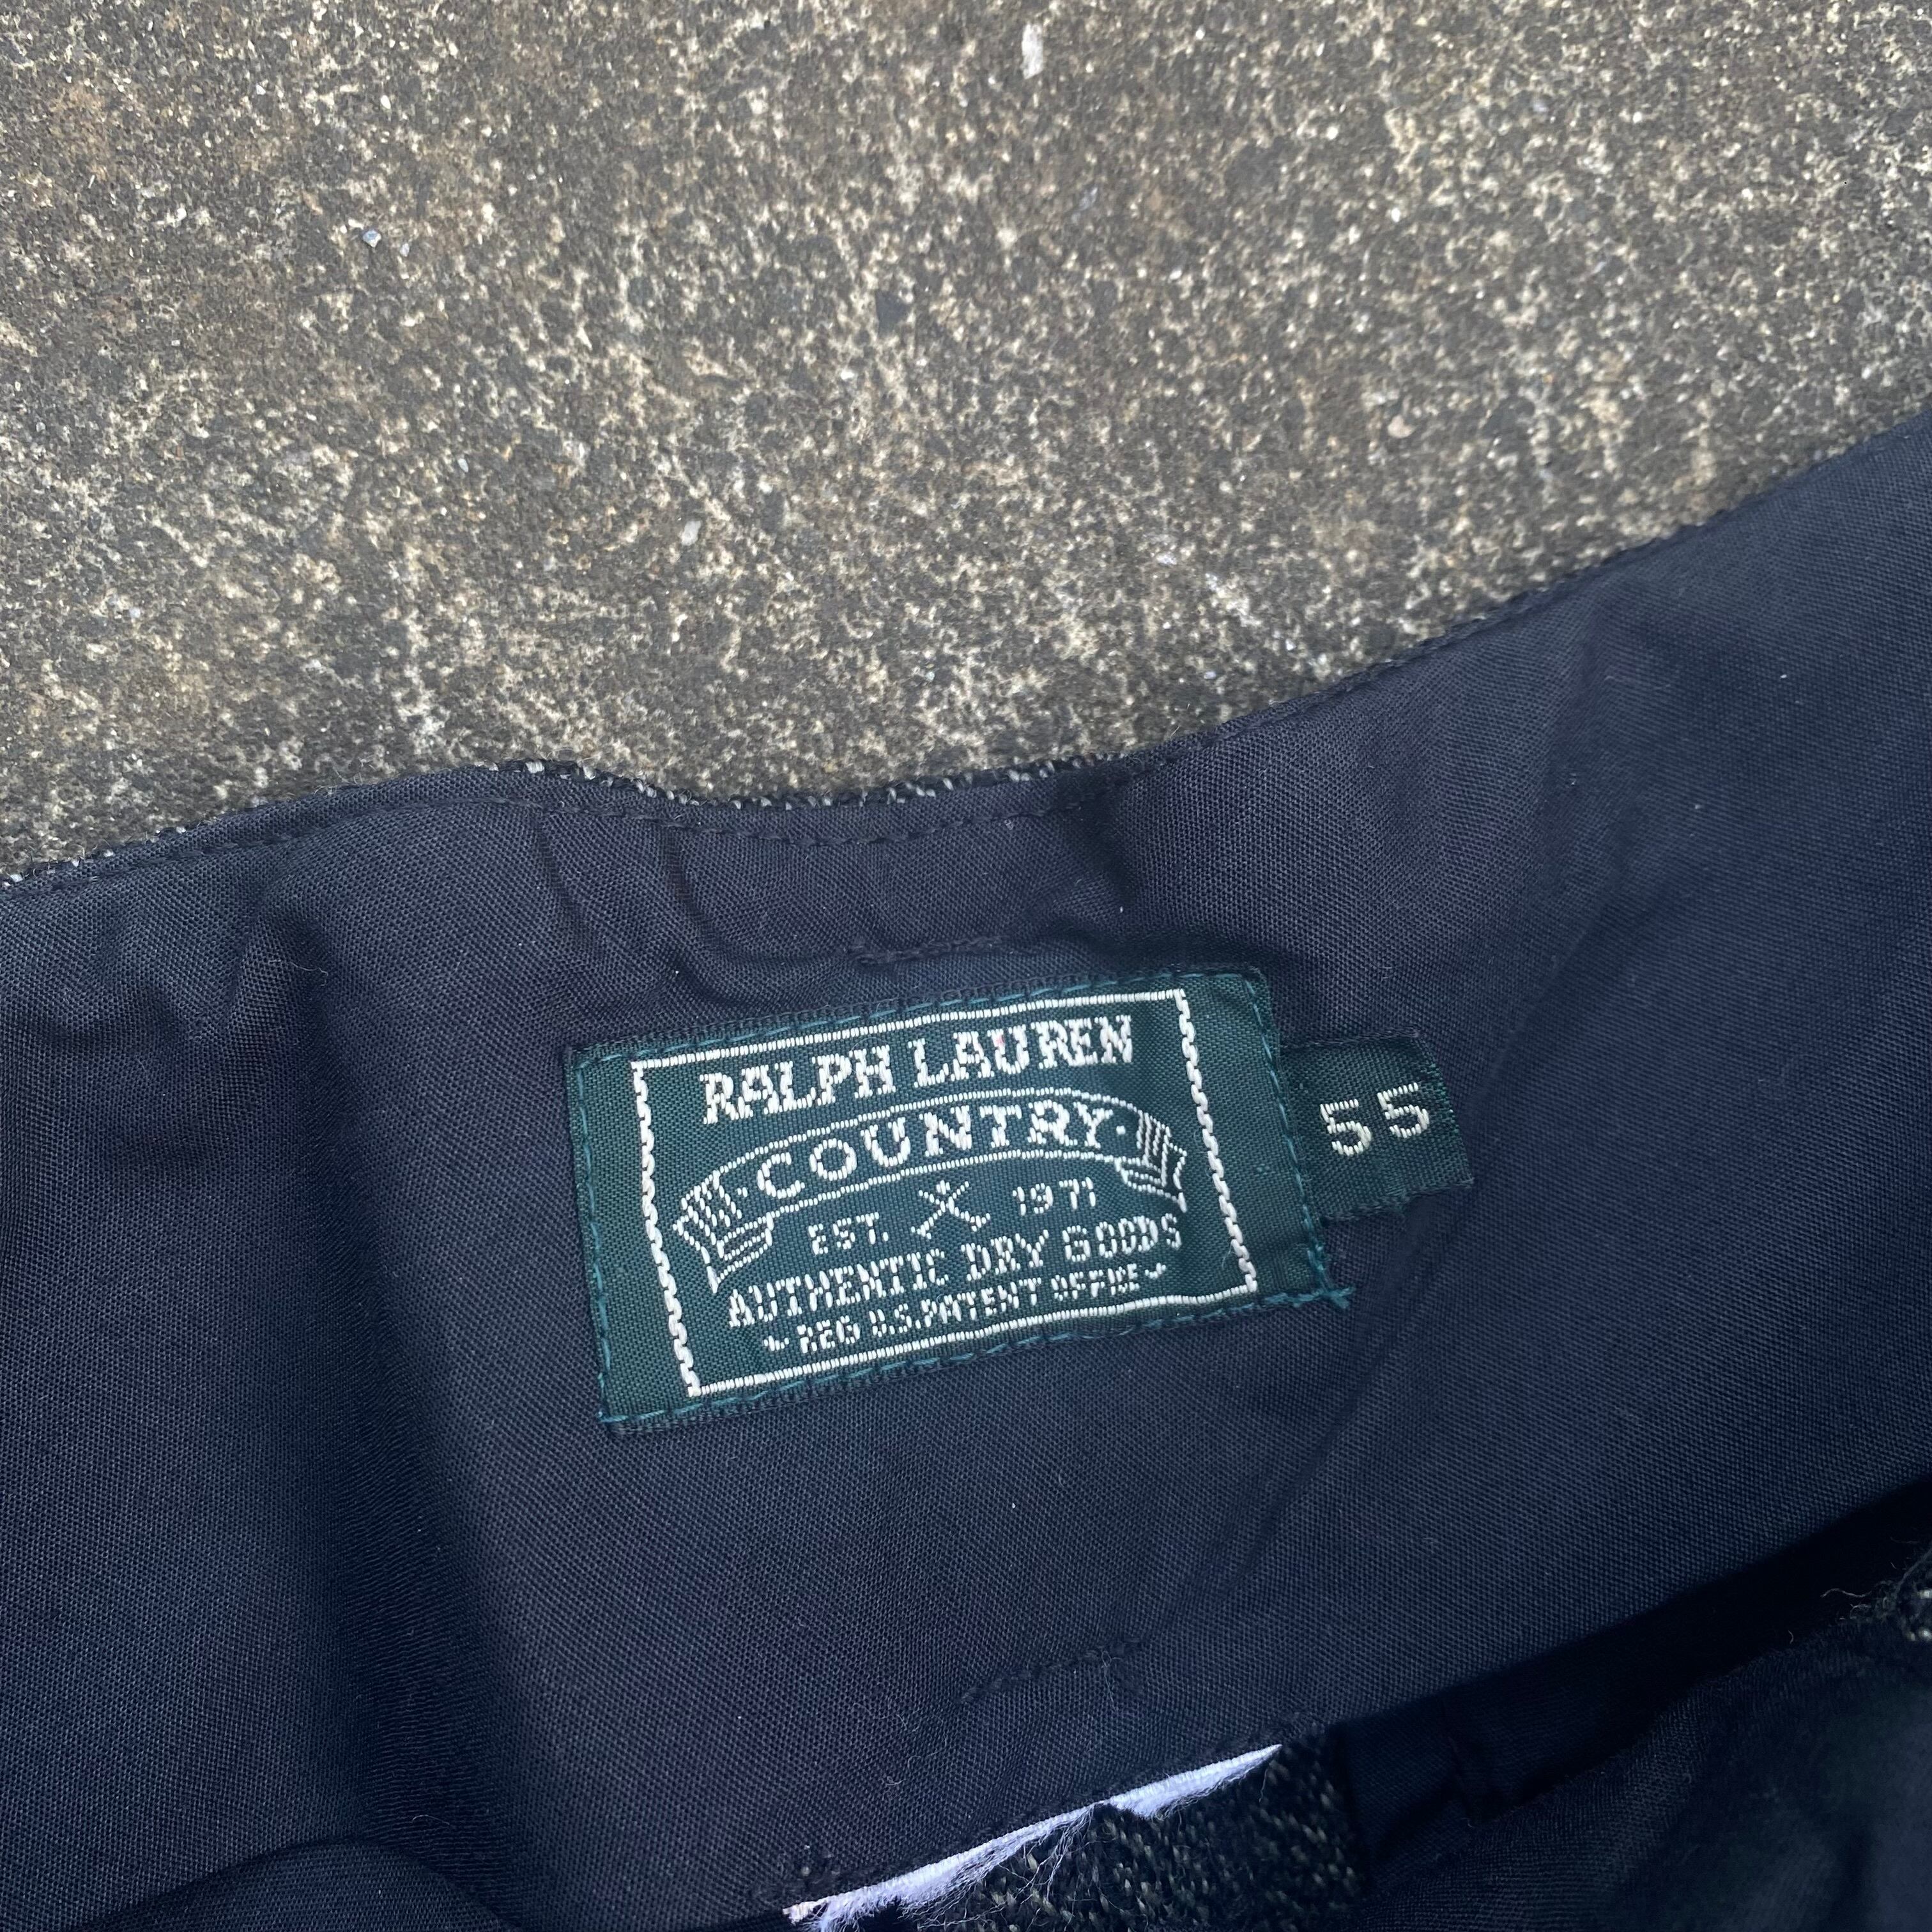 RALPH LAUREN
·COUNTRY·
EST. 1971
AUTHENTIC DRY GOODS
REG U.S. PATENT OFFICE
55